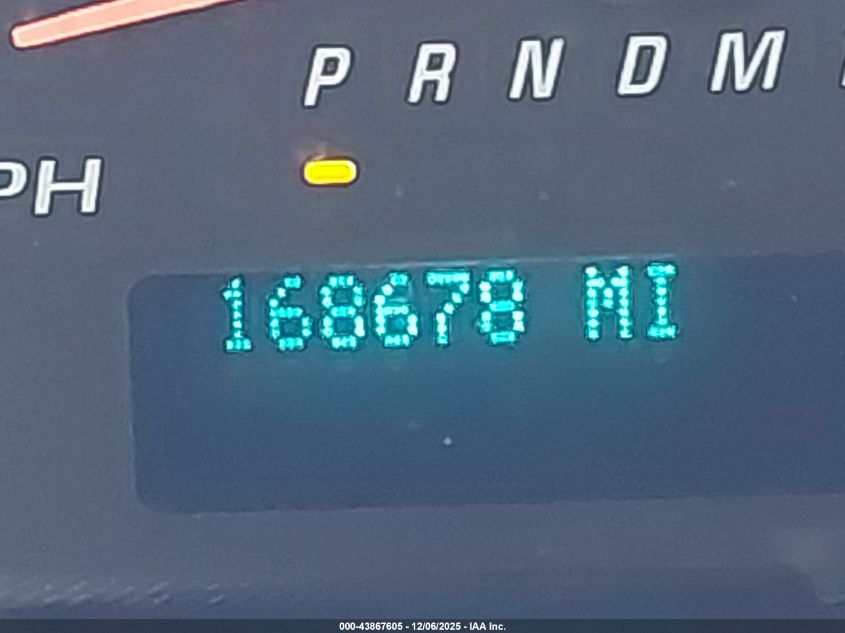 P R N D M
PH
168678 MI
000-43867605 - 12/06/2025 - IAA Inc.